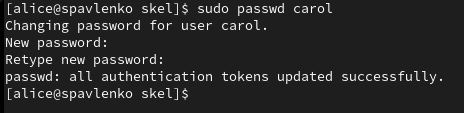 [alice@spavlenko skel]$ sudo passwd carol
Changing password for user carol.
New password:
Retype new password:
passwd: all authentication tokens updated successfully.
[alice@spavlenko skel]$